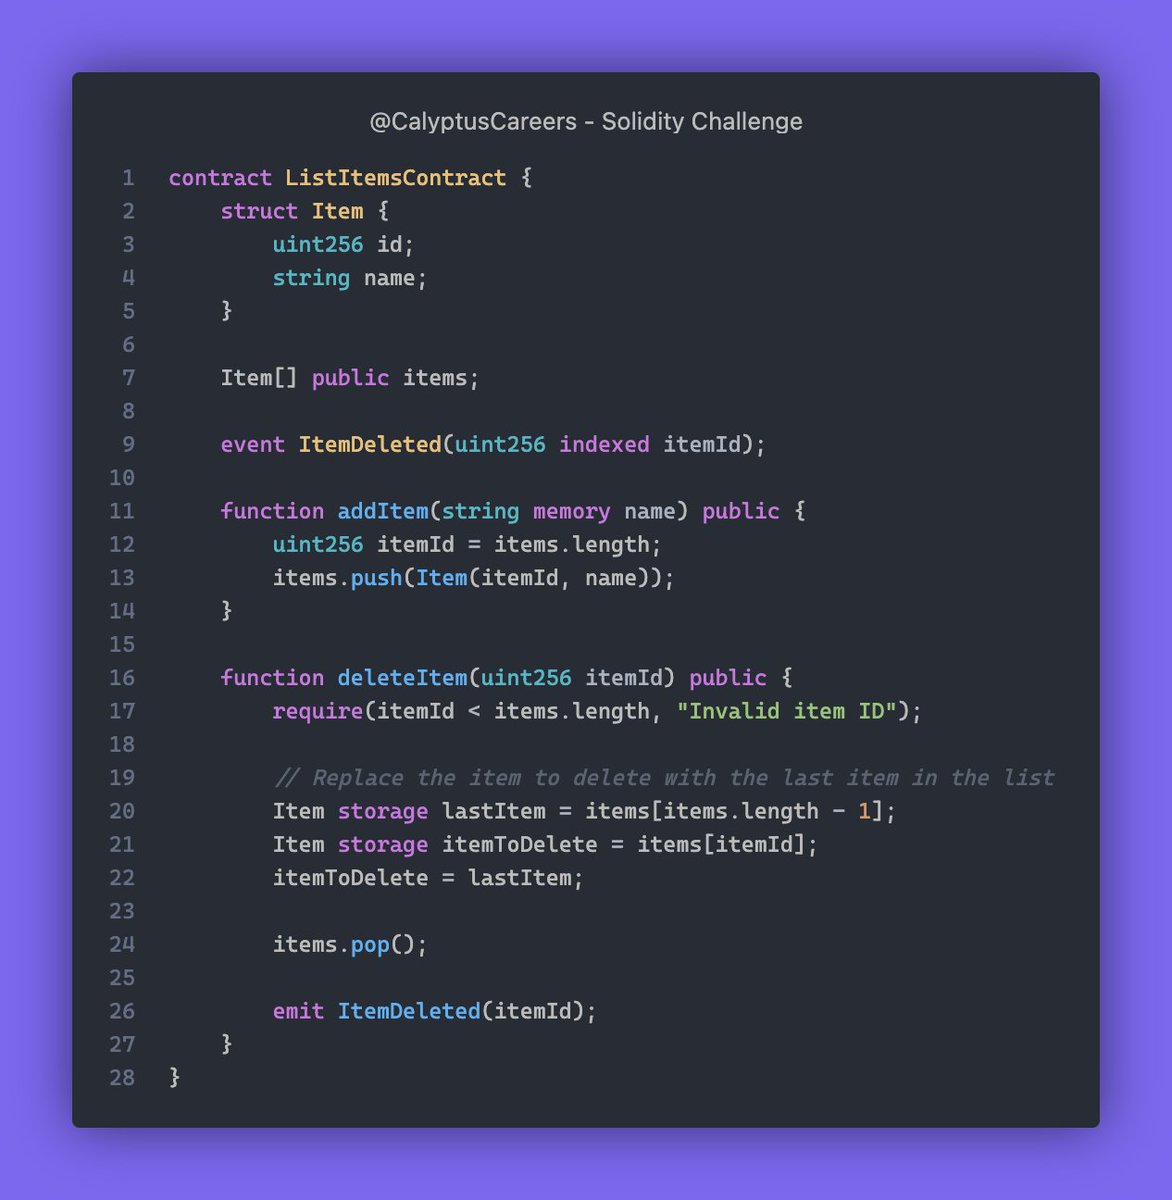 @CalyptusCareers - Solidity Challenge
1 contract ListItemsContract {
2     struct Item {
3         uint256 id;
4         string name;
5     }
6
7     Item[] public items;
8
9     event ItemDeleted(uint256 indexed itemId);
10
11     function addItem(string memory name) public {
12         uint256 itemId = items.length;
13         items.push(Item(itemId, name));
14     }
15
16     function deleteItem(uint256 itemId) public {
17         require(itemId < items.length, "Invalid item ID");
18
19         // Replace the item to delete with the last item in the list
20         Item storage lastItem = items[items.length - 1];
21         Item storage itemToDelete = items[itemId];
22         itemToDelete = lastItem;
23
24         items.pop();
25
26         emit ItemDeleted(itemId);
27     }
28 }